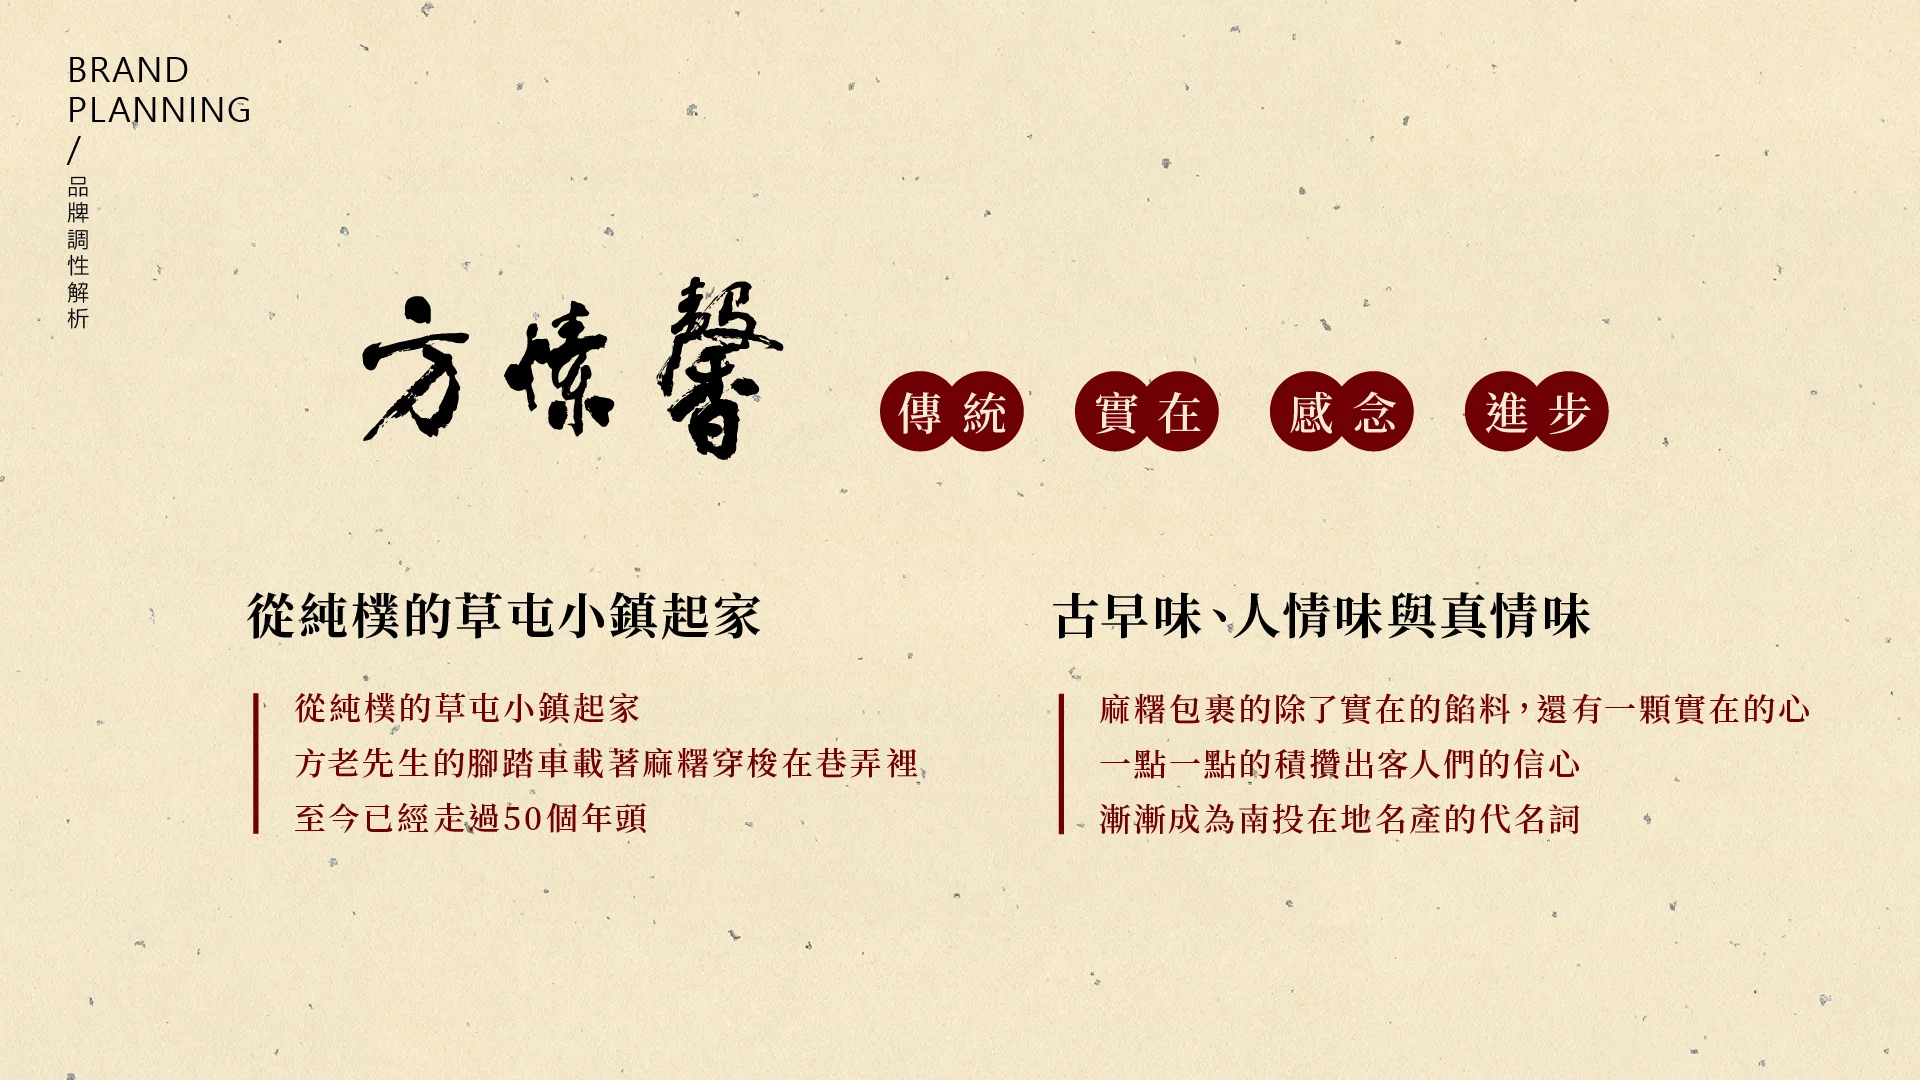 BRAND
PLANNING
/
品牌調性解析
方愫馨
傳統 實在 感念 進步
從純樸的草屯小鎮起家
從純樸的草屯小鎮起家
方老先生的腳踏車載著麻糬穿梭在巷弄裡
至今已經走過50個年頭
古早味、人情味與真情味
麻糬包裹的除了實在的餡料，還有一顆實在的心
一點一點的積攢出客人們的信心
漸漸成為南投在地名產的代名詞